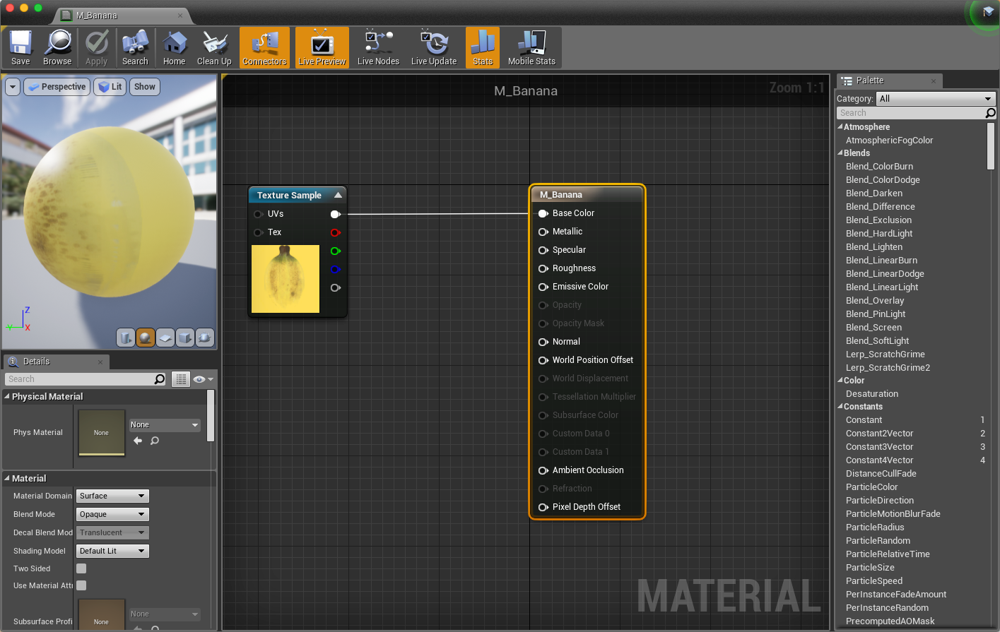 M_Banana
Save
Browse
Apply
Search
Home
Clean Up
Connectors
Live Preview
Live Nodes
Live Update
Stats
Mobile Stats
Perspective
Lit
Show
Z
Y
X
Details
Search
Physical Material
Phys Material
None
None
Material
Material Domain
Surface
Blend Mode
Opaque
Decal Blend Mod
Translucent
Shading Model
Default Lit
Two Sided
Use Material Attr
Subsurface Profi
None
None
M_Banana
Zoom 1:1
Texture Sample
UVs
Tex
M_Banana
Base Color
Metallic
Specular
Roughness
Emissive Color
Opacity
Opacity Mask
Normal
World Position Offset
World Displacement
Tessellation Multiplier
Subsurface Color
Custom Data 0
Custom Data 1
Ambient Occlusion
Refraction
Pixel Depth Offset
MATERIAL
Palette
Category: All
Search
Atmosphere
AtmosphericFogColor
Blends
Blend_ColorBurn
Blend_ColorDodge
Blend_Darken
Blend_Difference
Blend_Exclusion
Blend_HardLight
Blend_Lighten
Blend_LinearBurn
Blend_LinearDodge
Blend_LinearLight
Blend_Overlay
Blend_PinLight
Blend_Screen
Blend_SoftLight
Lerp_ScratchGrime
Lerp_ScratchGrime2
Color
Desaturation
Constants
Constant 1
Constant2Vector 2
Constant3Vector 3
Constant4Vector 4
DistanceCullFade
ParticleColor
ParticleDirection
ParticleMotionBlurFade
ParticleRadius
ParticleRandom
ParticleRelativeTime
ParticleSize
ParticleSpeed
PerInstanceFadeAmount
PerInstanceRandom
PrecomputedAOMask